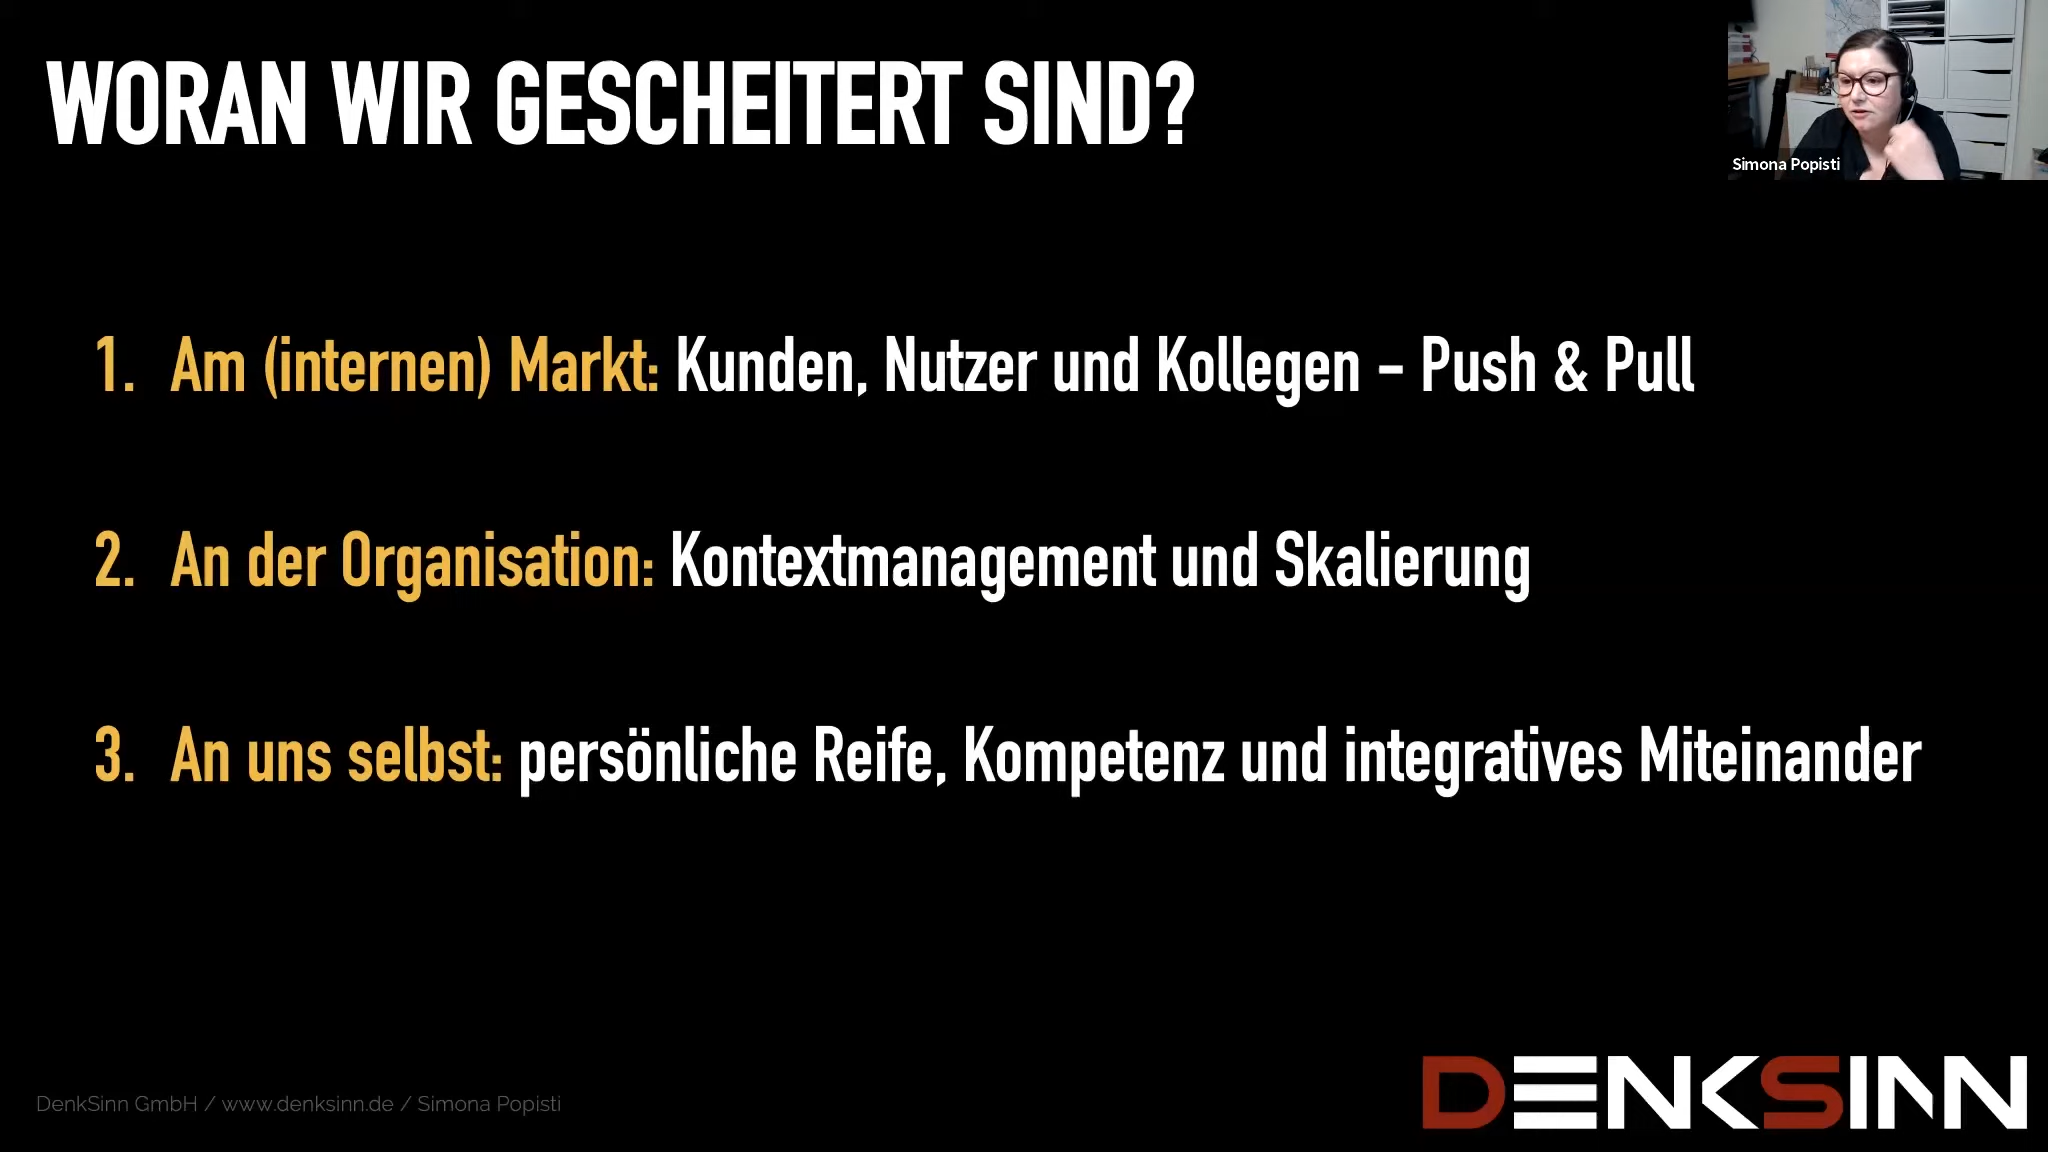 WORAN WIR GESCHEITERT SIND?
Simona Popisti
1. Am (internen) Markt: Kunden, Nutzer und Kollegen – Push & Pull
2. An der Organisation: Kontextmanagement und Skalierung
3. An uns selbst: persönliche Reife, Kompetenz und integratives Miteinander
DenkSinn GmbH / www.denksinn.de / Simona Popisti
DENKSINN